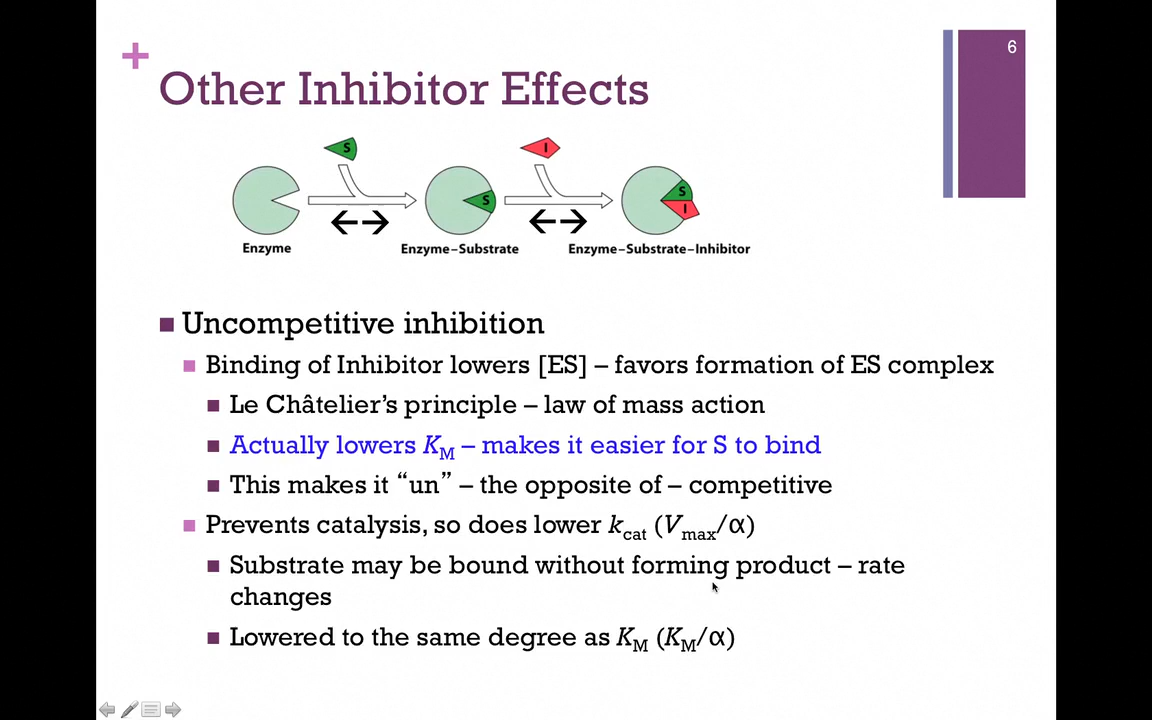 6
+
Other Inhibitor Effects
S
I
S
S
I
Enzyme
Enzyme–Substrate
Enzyme–Substrate–Inhibitor
Uncompetitive inhibition
Binding of Inhibitor lowers [ES] – favors formation of ES complex
Le Châtelier’s principle – law of mass action
Actually lowers KM – makes it easier for S to bind
This makes it “un” – the opposite of – competitive
Prevents catalysis, so does lower kcat (Vmax/α)
Substrate may be bound without forming product – rate
changes
Lowered to the same degree as KM (KM/α)